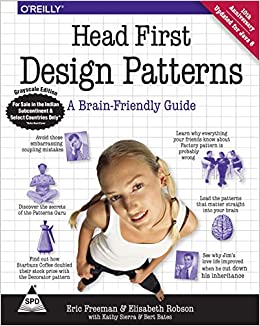 O'REILLY®
10th
Anniversary
Updated for Java 8
Head First
Design Patterns
Grayscale Edition
For Sale in the Indian
Subcontinent &
Select Countries Only*
A Brain-Friendly Guide
Avoid those
embarrassing
coupling mistakes
Learn why everything
your friends know about
Factory pattern is
probably wrong
Discover the secrets
of the Patterns Guru
Load the patterns
that matter straight
into your brain
Find out how
Starbuzz Coffee doubled
their stock price with
the Decorator pattern
See why Jim's
love life improved
when he cut down
his inheritance
SPD
Eric Freeman & Elisabeth Robson
with Kathy Sierra & Bert Bates